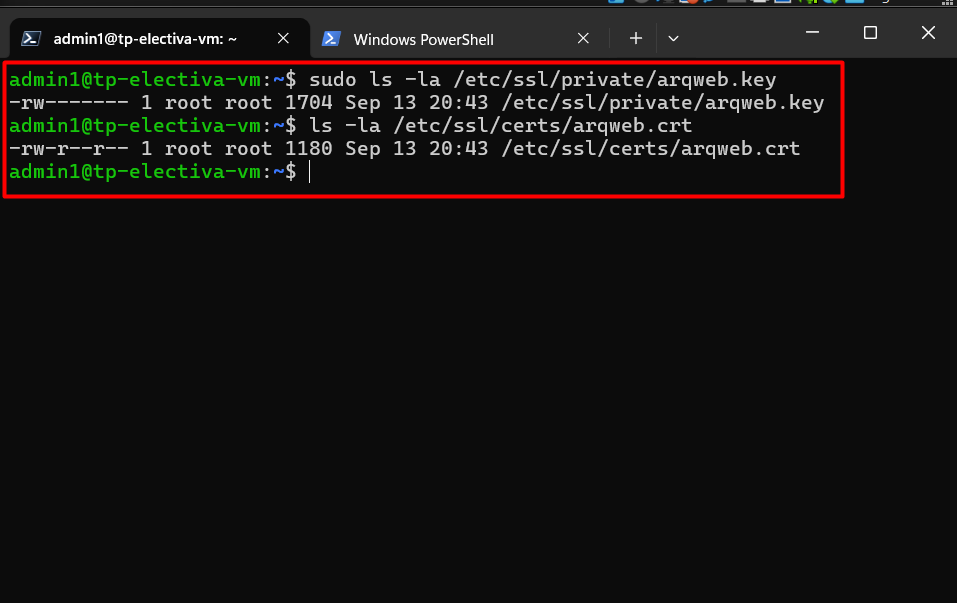 admin1@tp-electiva-vm: ~
Windows PowerShell
admin1@tp-electiva-vm:~$ sudo ls -la /etc/ssl/private/arqweb.key
-rw------- 1 root root 1704 Sep 13 20:43 /etc/ssl/private/arqweb.key
admin1@tp-electiva-vm:~$ ls -la /etc/ssl/certs/arqweb.crt
-rw-r--r-- 1 root root 1180 Sep 13 20:43 /etc/ssl/certs/arqweb.crt
admin1@tp-electiva-vm:~$